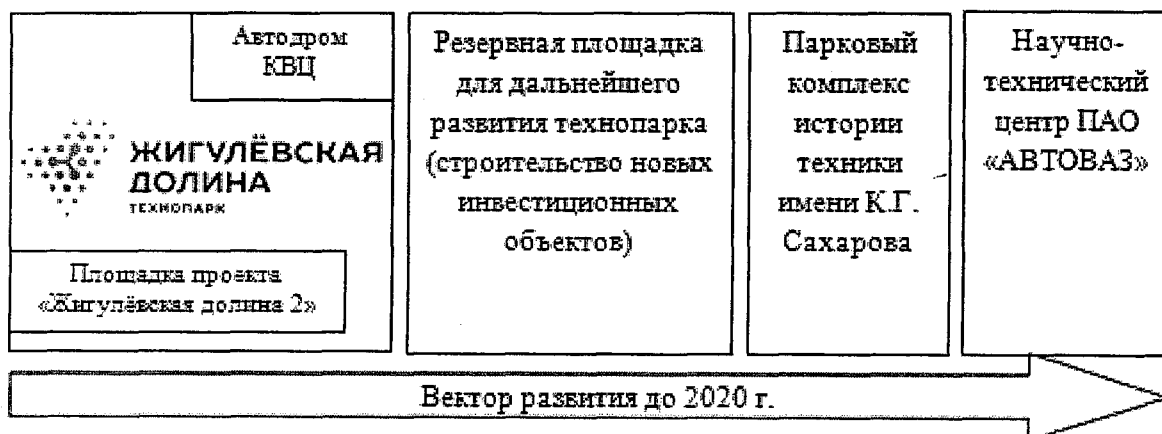 Автодром
КВЦ
ЖИГУЛЁВСКАЯ
ДОЛИНА
ТЕХНОПАРК
Площадка проекта
«Жигулёвская долина 2»
Резервная площадка
для дальнейшего
развития технопарка
(строительство новых
инвестиционных
объектов)
Парковый
комплекс
истории
техники
имени К.Г.
Сахарова
Научно-
технический
центр ПАО
«АВТОВАЗ»
Вектор развития до 2020 г.